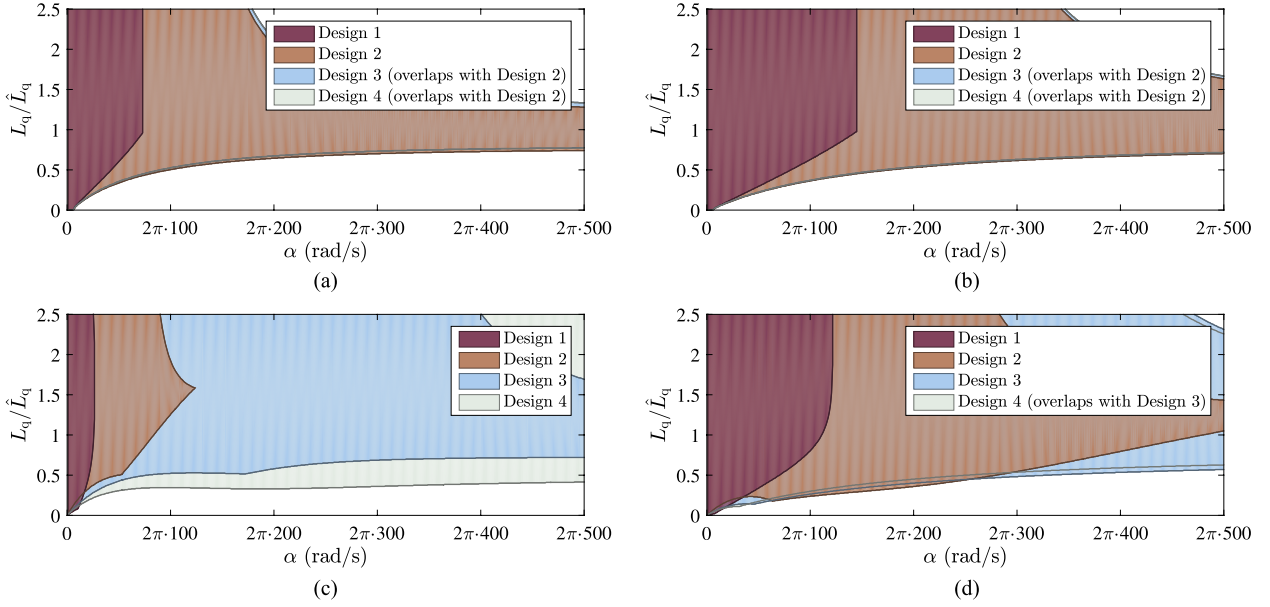 2.5
2
1.5
1
0.5
0
L_q/L̂_q
Design 1
Design 2
Design 3 (overlaps with Design 2)
Design 4 (overlaps with Design 2)
0 2π·100 2π·200 2π·300 2π·400 2π·500
α (rad/s)
(a)
2.5
2
1.5
1
0.5
0
L_q/L̂_q
Design 1
Design 2
Design 3 (overlaps with Design 2)
Design 4 (overlaps with Design 2)
0 2π·100 2π·200 2π·300 2π·400 2π·500
α (rad/s)
(b)
2.5
2
1.5
1
0.5
0
L_q/L̂_q
Design 1
Design 2
Design 3
Design 4
0 2π·100 2π·200 2π·300 2π·400 2π·500
α (rad/s)
(c)
2.5
2
1.5
1
0.5
0
L_q/L̂_q
Design 1
Design 2
Design 3
Design 4 (overlaps with Design 3)
0 2π·100 2π·200 2π·300 2π·400 2π·500
α (rad/s)
(d)